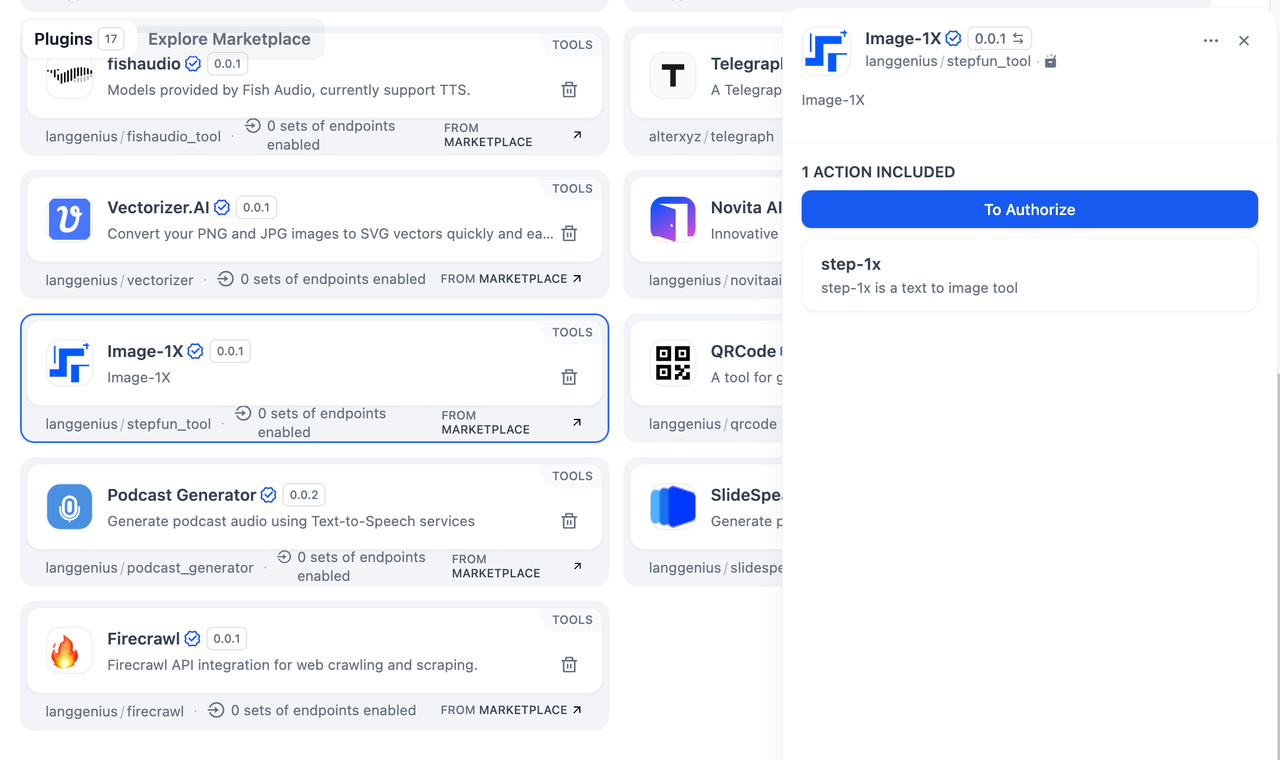 Plugins 17
Explore Marketplace
TOOLS
fishaudio 0.0.1
Models provided by Fish Audio, currently support TTS.
langgenius / fishaudio_tool · 0 sets of endpoints enabled FROM MARKETPLACE
T
A Telegrap
alterxyz / telegraph
TOOLS
Vectorizer.AI 0.0.1
Convert your PNG and JPG images to SVG vectors quickly and ea...
langgenius / vectorizer · 0 sets of endpoints enabled FROM MARKETPLACE
Novita AI
Innovative
langgenius / novitaai
TOOLS
Image-1X 0.0.1
Image-1X
langgenius / stepfun_tool · 0 sets of endpoints enabled FROM MARKETPLACE
QRCode
A tool for g
langgenius / qrcode
TOOLS
Podcast Generator 0.0.2
Generate podcast audio using Text-to-Speech services
langgenius / podcast_generator · 0 sets of endpoints enabled FROM MARKETPLACE
SlideSpea
Generate p
langgenius / slidespe
TOOLS
Firecrawl 0.0.1
Firecrawl API integration for web crawling and scraping.
langgenius / firecrawl · 0 sets of endpoints enabled FROM MARKETPLACE
Image-1X 0.0.1
langgenius / stepfun_tool ·
Image-1X
1 ACTION INCLUDED
To Authorize
step-1x
step-1x is a text to image tool